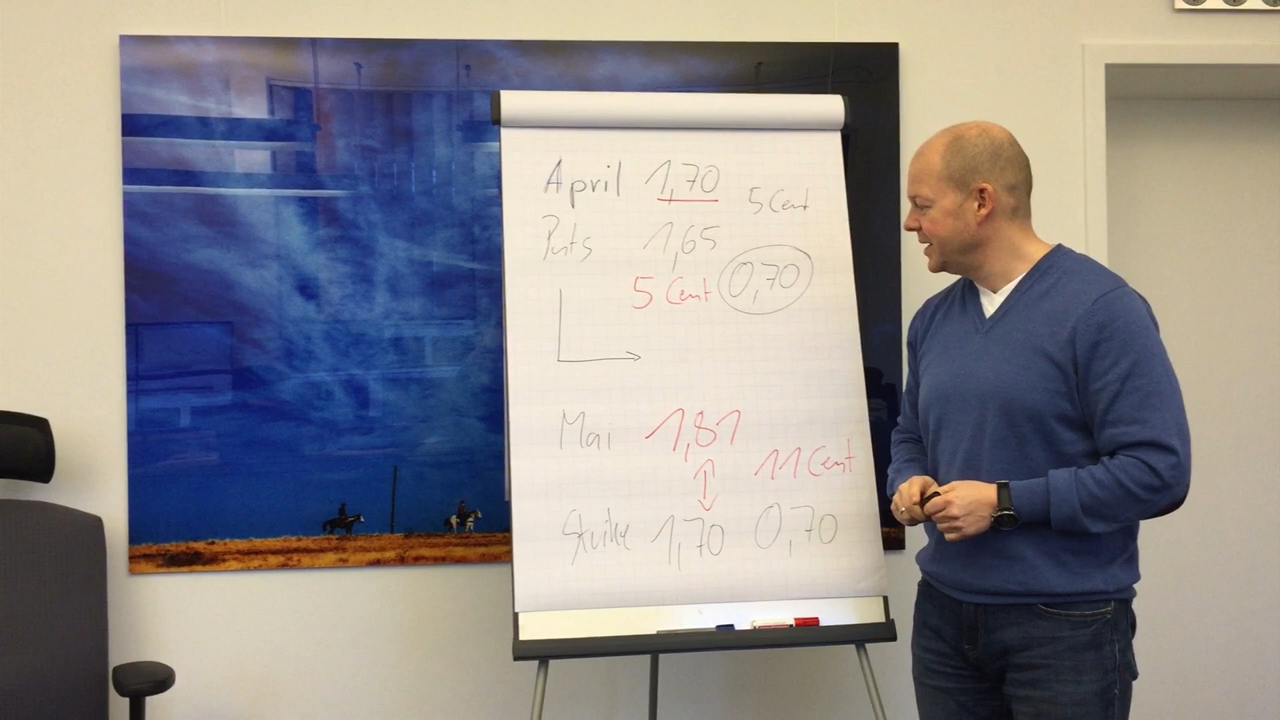 April 1,70 5 Cent
Puts 1,65
5 Cent 0,70
Mai 1,81
11 Cent
Strike 1,70 0,70